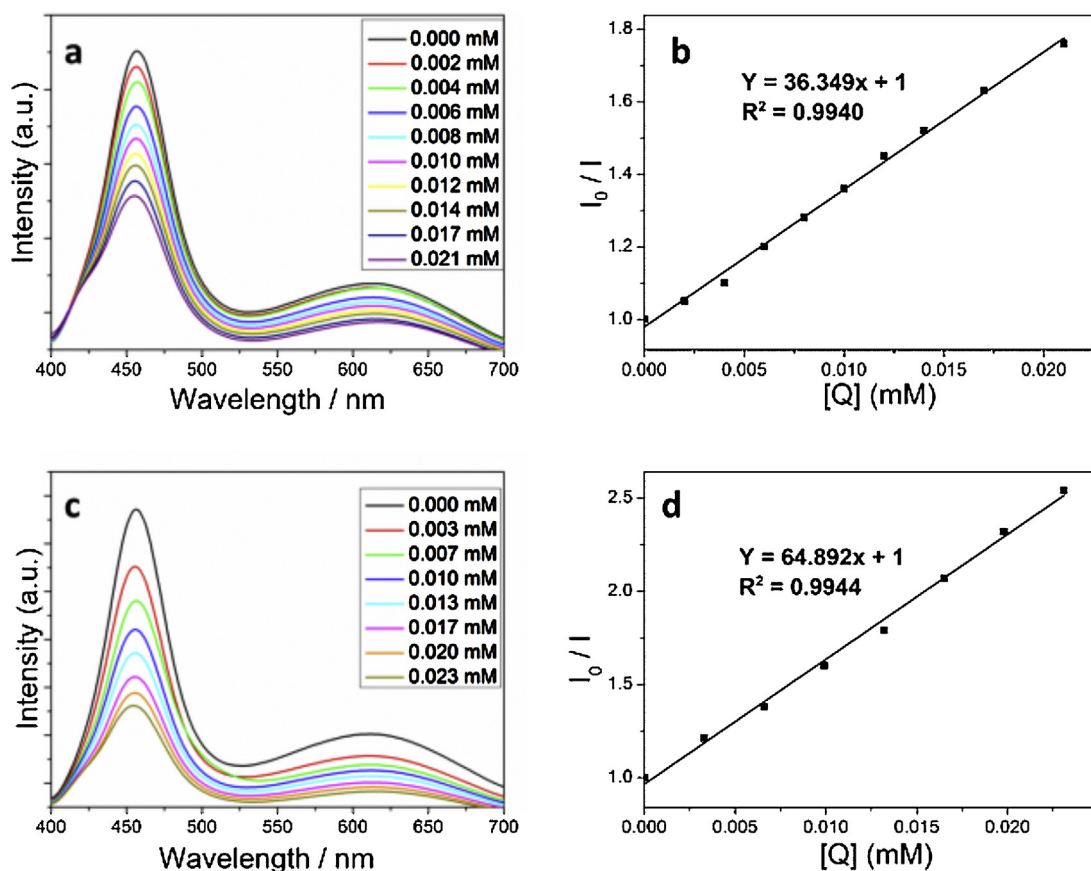 a
0.000 mM
0.002 mM
0.004 mM
0.006 mM
0.008 mM
0.010 mM
0.012 mM
0.014 mM
0.017 mM
0.021 mM
Intensity (a.u.)
400 450 500 550 600 650 700
Wavelength / nm
b
Y = 36.349x + 1
R² = 0.9940
I₀ / I
1.8
1.6
1.4
1.2
1.0
0.000 0.005 0.010 0.015 0.020
[Q] (mM)
c
0.000 mM
0.003 mM
0.007 mM
0.010 mM
0.013 mM
0.017 mM
0.020 mM
0.023 mM
Intensity (a.u.)
400 450 500 550 600 650 700
Wavelength / nm
d
Y = 64.892x + 1
R² = 0.9944
I₀ / I
2.5
2.0
1.5
1.0
0.000 0.005 0.010 0.015 0.020
[Q] (mM)